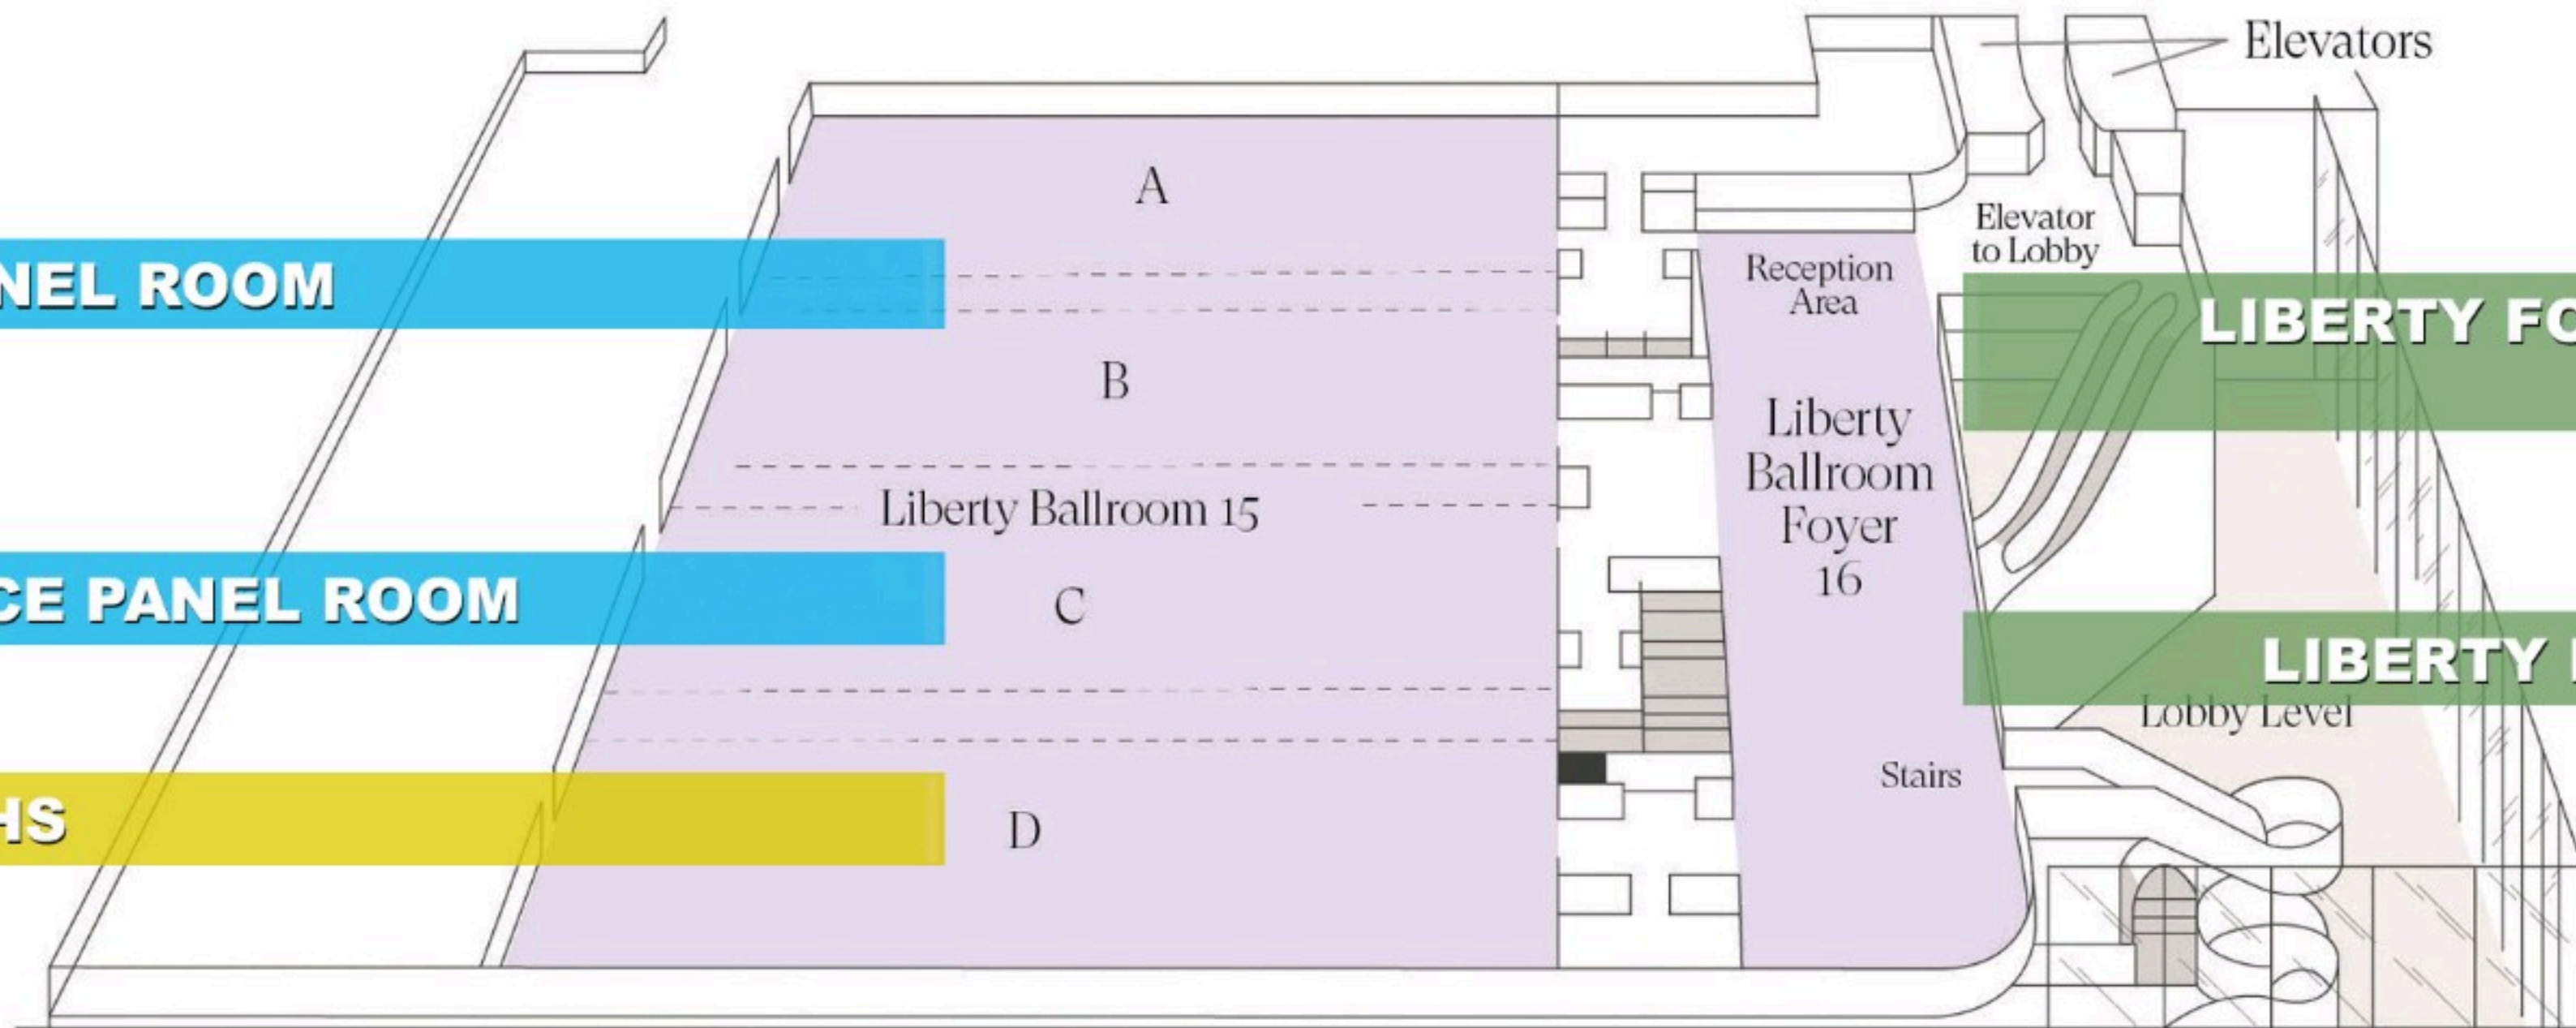 Elevators
A
Elevator
to Lobby
Reception
Area
NEL ROOM
LIBERTY FO
B
Liberty
Ballroom
Foyer
16
Liberty Ballroom 15
CE PANEL ROOM
C
LIBERTY
Lobby Level
Stairs
HS
D